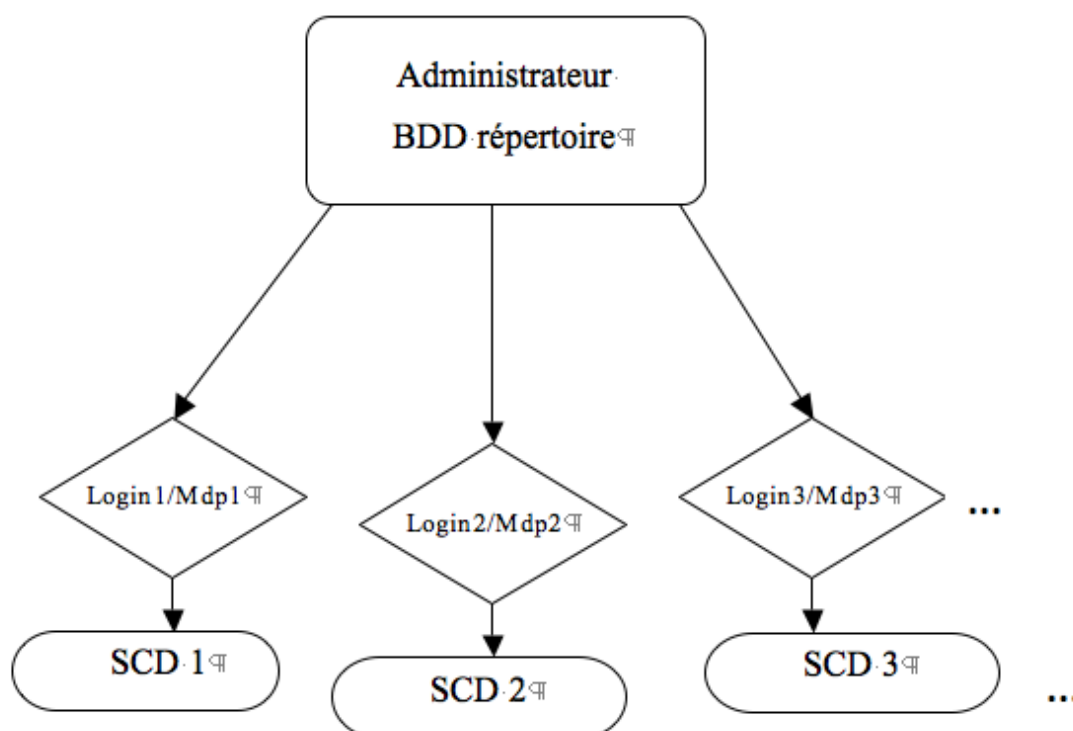 Administrateur
BDD répertoire¶
Login1/Mdp1¶
Login2/Mdp2¶
Login3/Mdp3¶
...
SCD 1¶
SCD 2¶
SCD 3¶
...